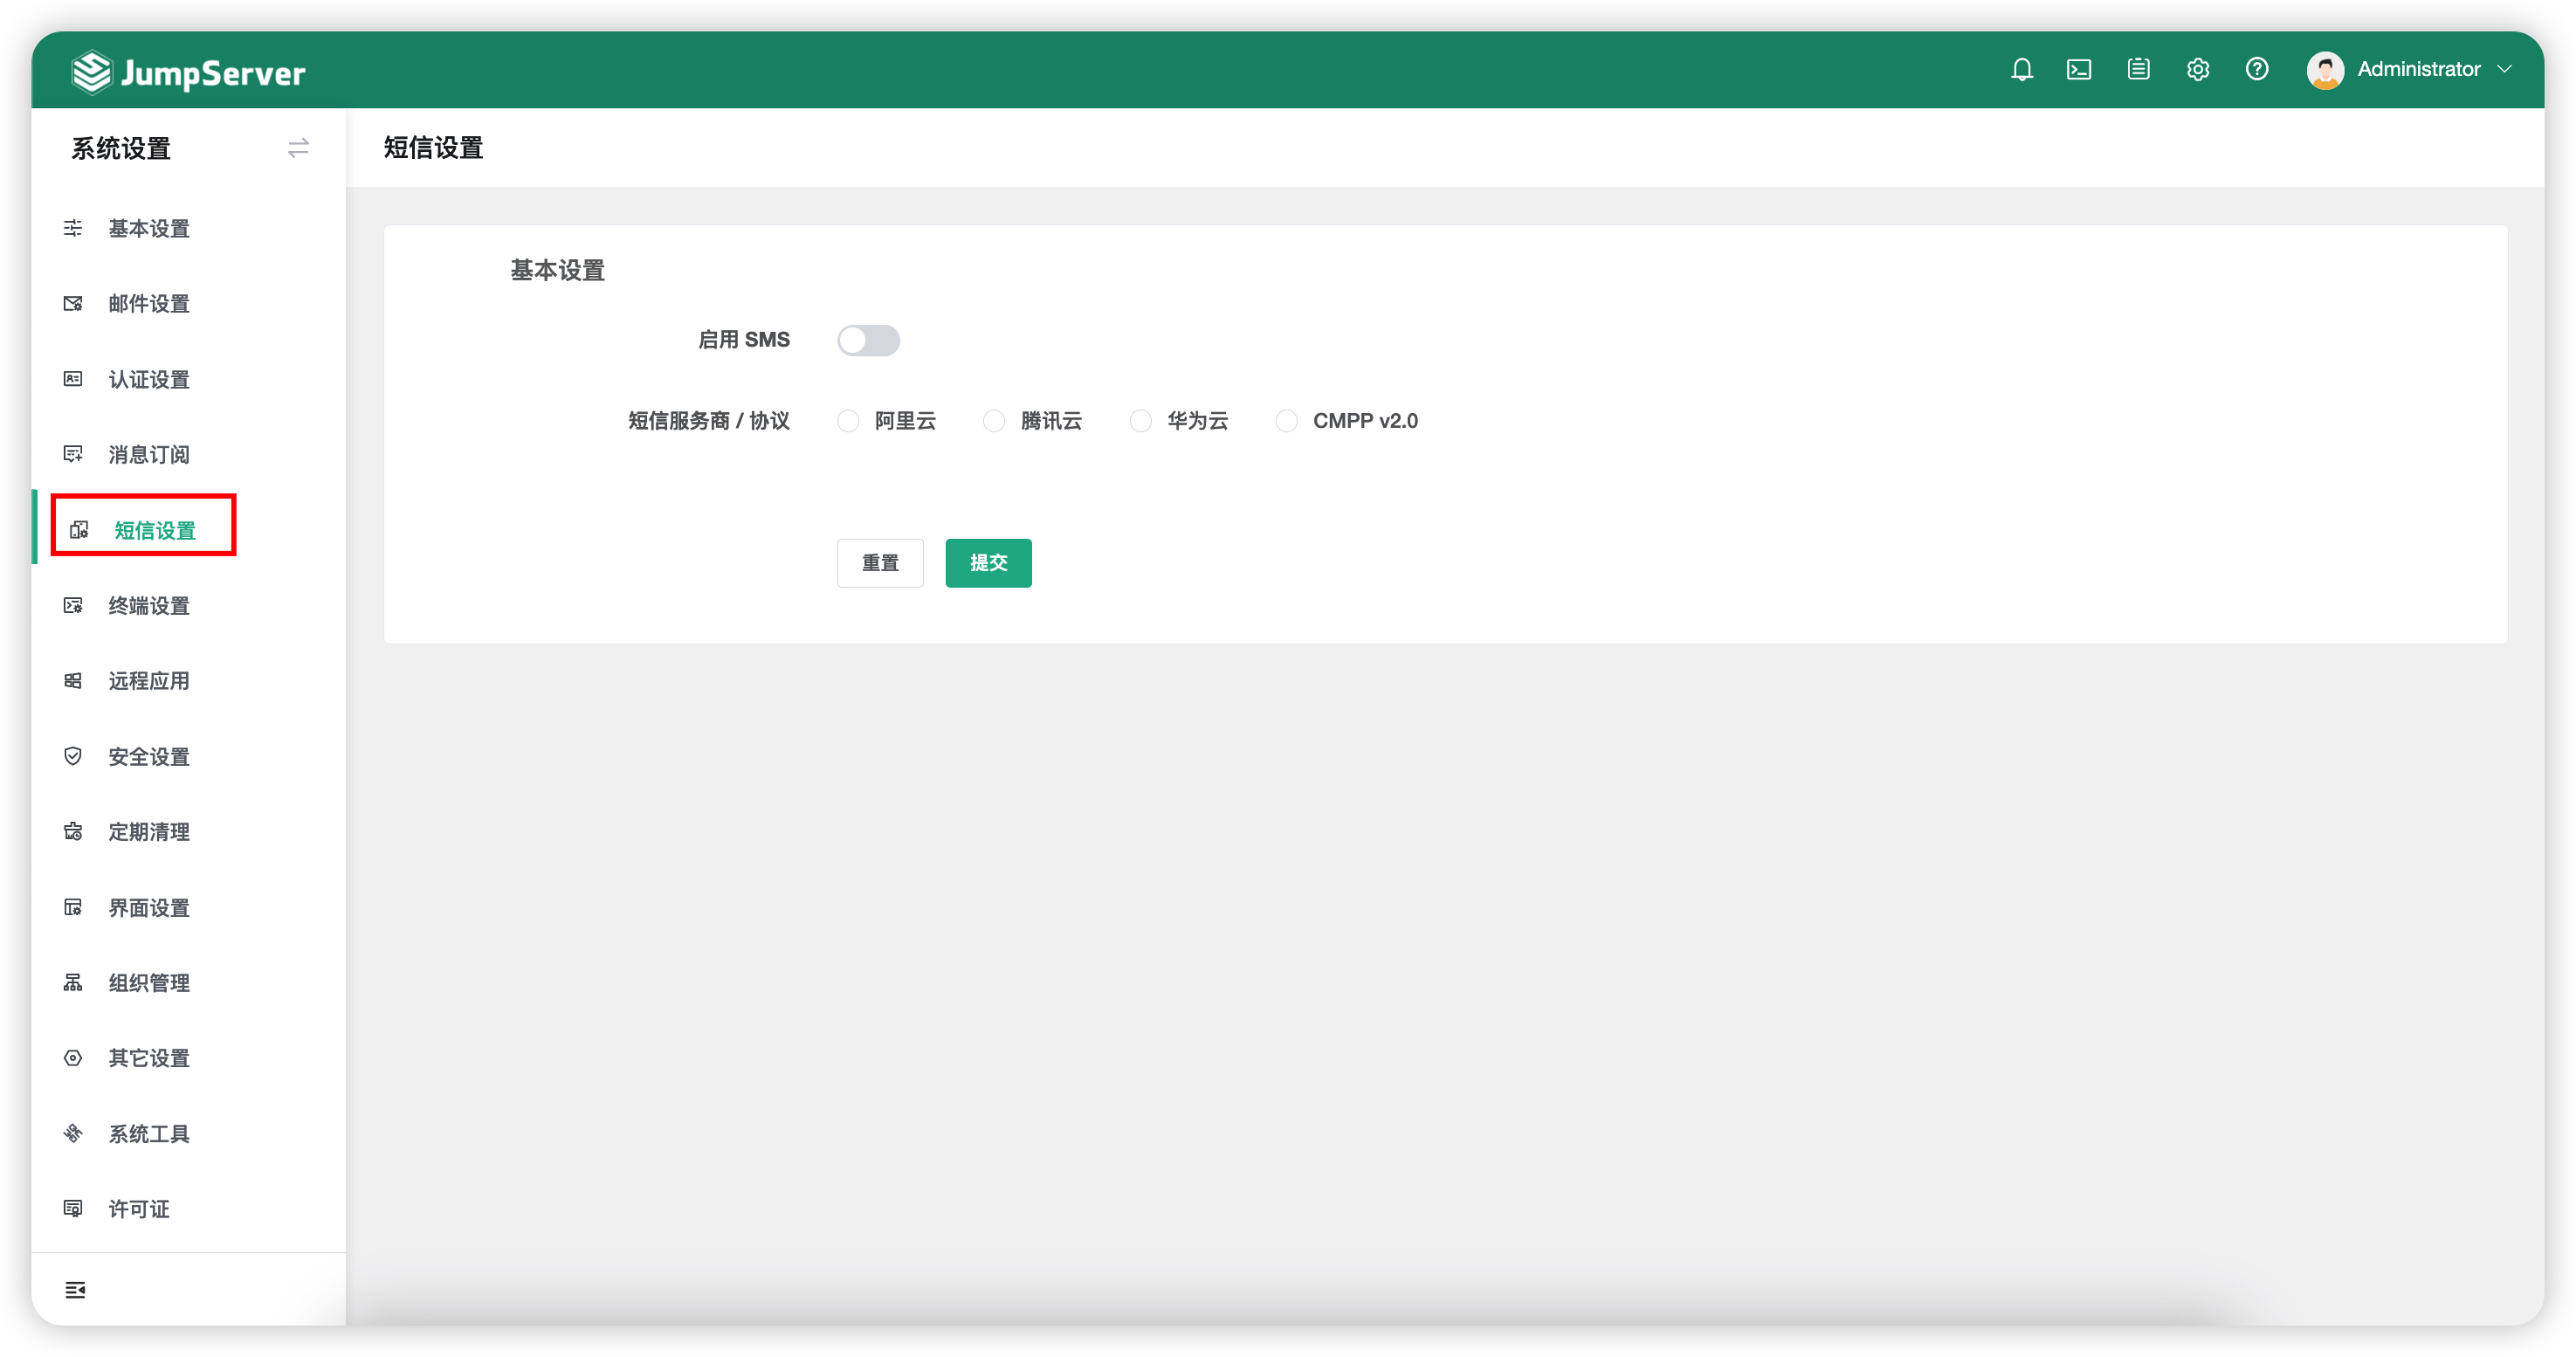 JumpServer
Administrator
系统设置
短信设置
基本设置
邮件设置
认证设置
消息订阅
短信设置
终端设置
远程应用
安全设置
定期清理
界面设置
组织管理
其它设置
系统工具
许可证
基本设置
启用 SMS
短信服务商 / 协议 阿里云 腾讯云 华为云 CMPP v2.0
重置 提交